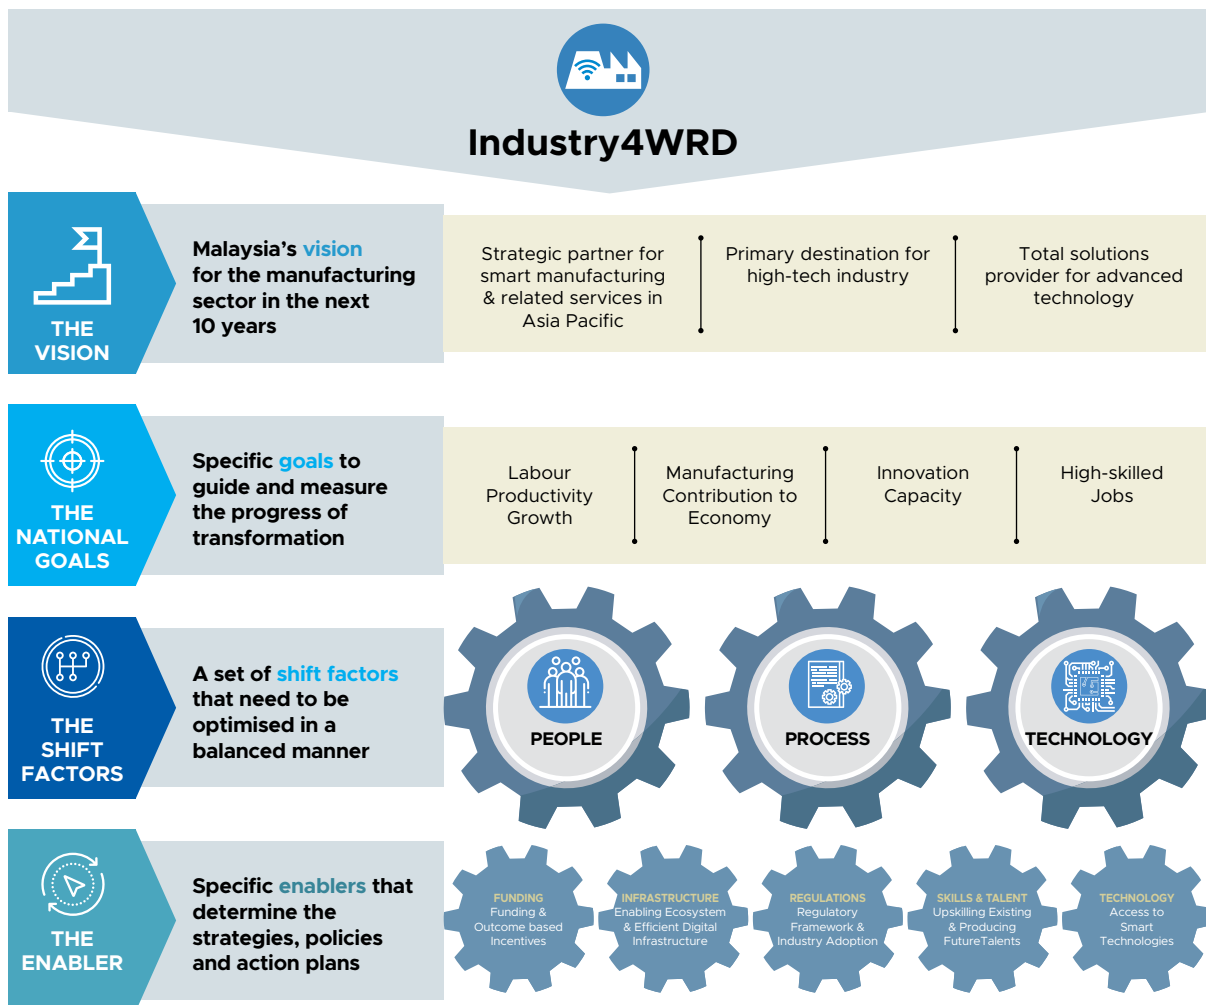 Industry4WRD
THE
VISION
Malaysia's vision
for the manufacturing
sector in the next
10 years
Strategic partner for
smart manufacturing
& related services in
Asia Pacific
Primary destination for
high-tech industry
Total solutions
provider for advanced
technology
THE
NATIONAL
GOALS
Specific goals to
guide and measure
the progress of
transformation
Labour
Productivity
Growth
Manufacturing
Contribution to
Economy
Innovation
Capacity
High-skilled
Jobs
THE
SHIFT
FACTORS
A set of shift factors
that need to be
optimised in a
balanced manner
PEOPLE
PROCESS
TECHNOLOGY
THE
ENABLER
Specific enablers that
determine the
strategies, policies
and action plans
FUNDING
Funding &
Outcome based
Incentives
INFRASTRUCTURE
Enabling Ecosystem
& Efficient Digital
Infrastructure
REGULATIONS
Regulatory
Framework &
Industry Adoption
SKILLS & TALENT
Upskilling Existing
& Producing
FutureTalents
TECHNOLOGY
Access to
Smart
Technologies